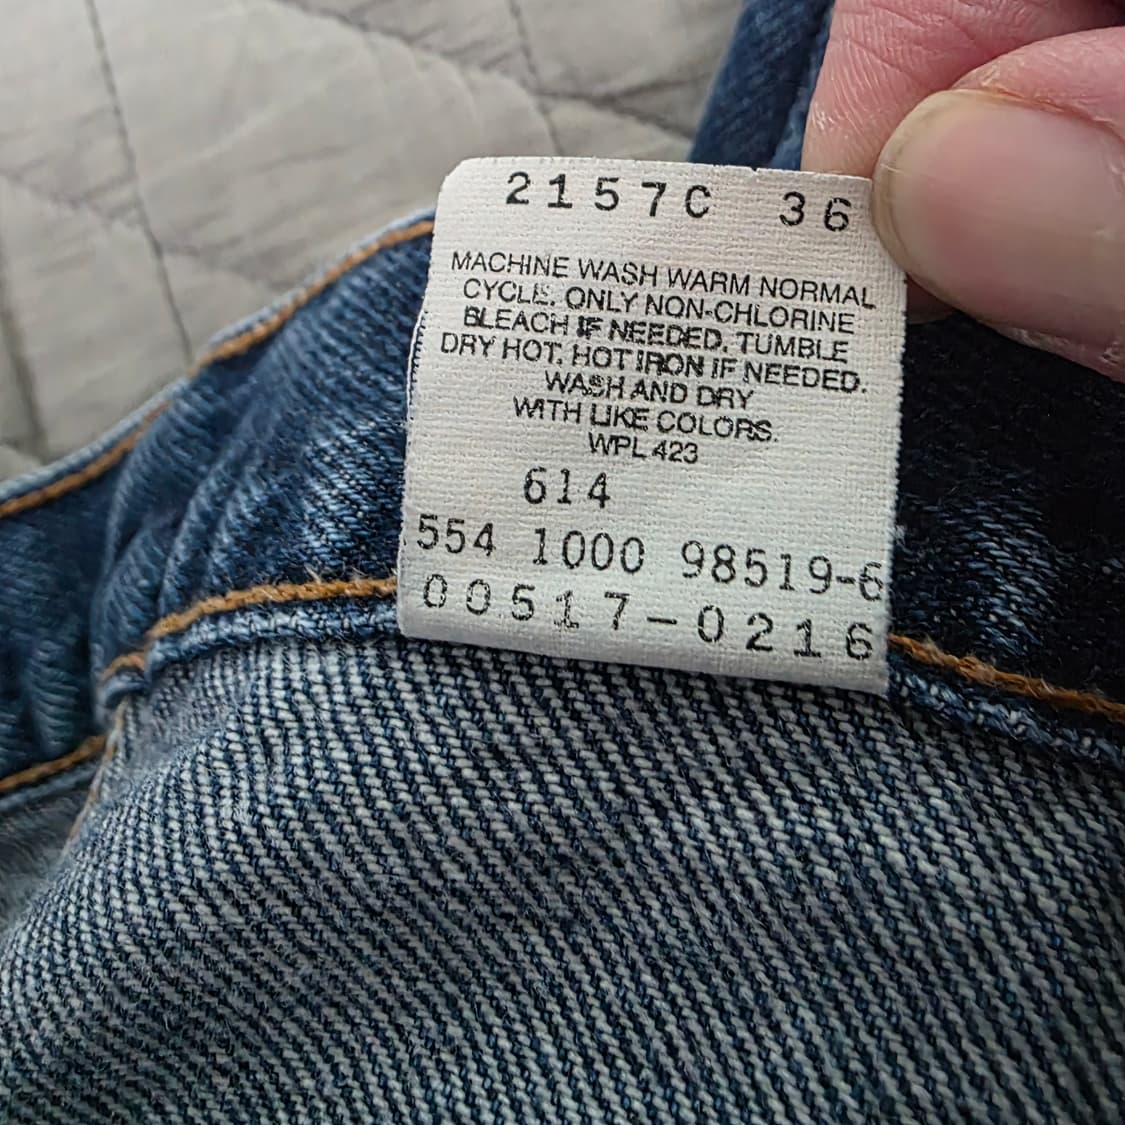 2157C 36
MACHINE WASH WARM NORMAL
CYCLE. ONLY NON-CHLORINE
BLEACH IF NEEDED. TUMBLE
DRY HOT. HOT IRON IF NEEDED.
WASH AND DRY
WITH LIKE COLORS.
WPL 423
614
554 1000 98519-6
00517-0216